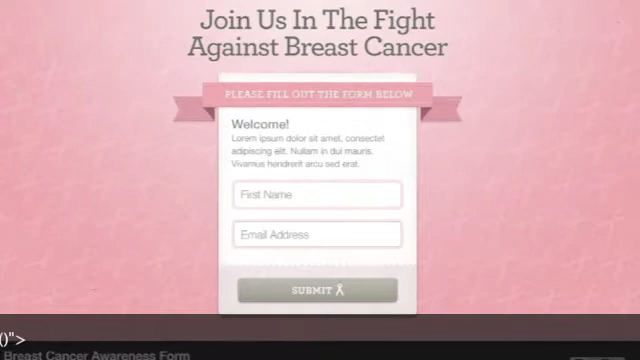 Join Us In The Fight
Against Breast Cancer
PLEASE FILL OUT THE FORM BELOW
Welcome!
Lorem ipsum dolor sit amet, consectet
adipiscing elit. Nullam in dui mauris.
Vivamus hendrerit arcu sed erat.
First Name
Email Address
SUBMIT
()">
Breast Cancer Awareness Form